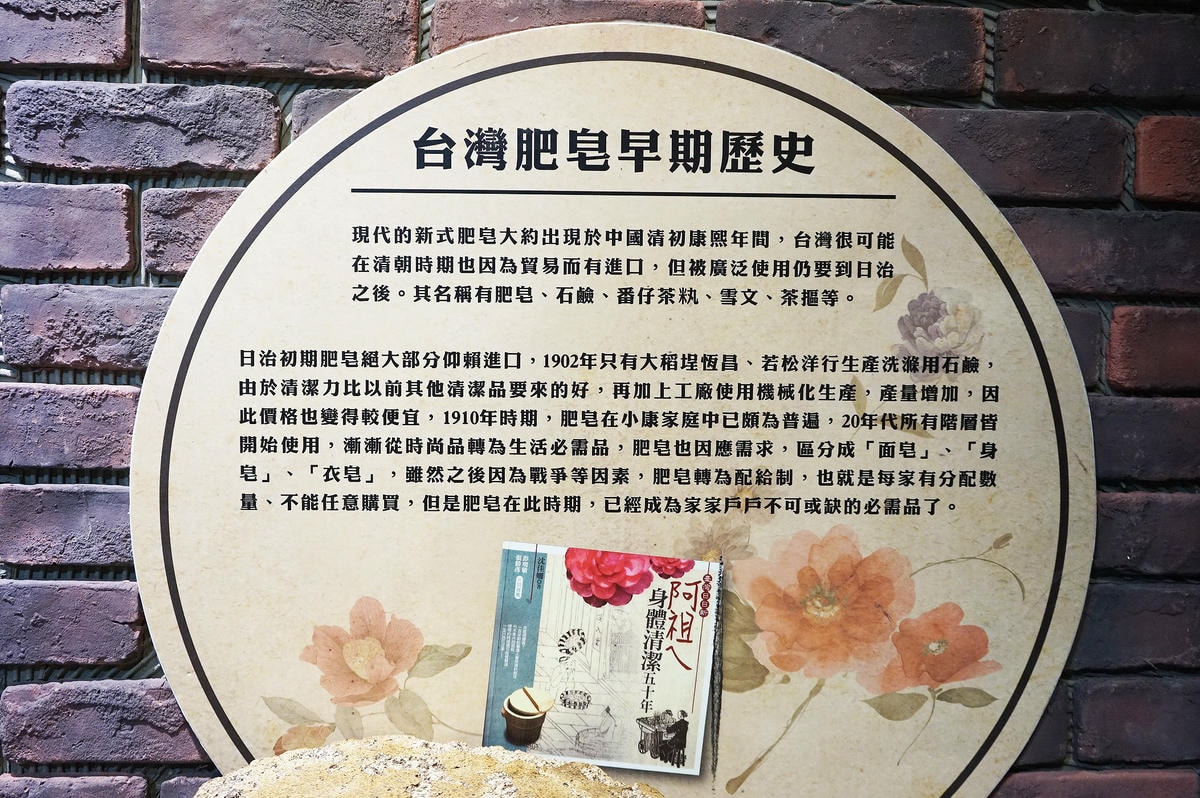 台灣肥皂早期歷史
現代的新式肥皂大約出現於中國清初康熙年間，台灣很可能
在清朝時期也因為貿易而有進口，但被廣泛使用仍要到日治
之後。其名稱有肥皂、石鹼、番仔茶籸、雪文、茶摳等。
日治初期肥皂絕大部分仰賴進口，1902年只有大稻埕恆昌、若松洋行生產洗滌用石鹼，
由於清潔力比以前其他清潔品要來的好，再加上工廠使用機械化生產，產量增加，因
此價格也變得較便宜，1910年時期，肥皂在小康家庭中已頗為普遍，20年代所有階層皆
開始使用，漸漸從時尚品轉為生活必需品，肥皂也因應需求，區分成「面皂」、「身
皂」、「衣皂」，雖然之後因為戰爭等因素，肥皂轉為配給制，也就是每家有分配數
量、不能任意購買，但是肥皂在此時期，已經成為家家戶戶不可或缺的必需品了。
阿祖ㄟ
身體清潔五十年
沈佳姍